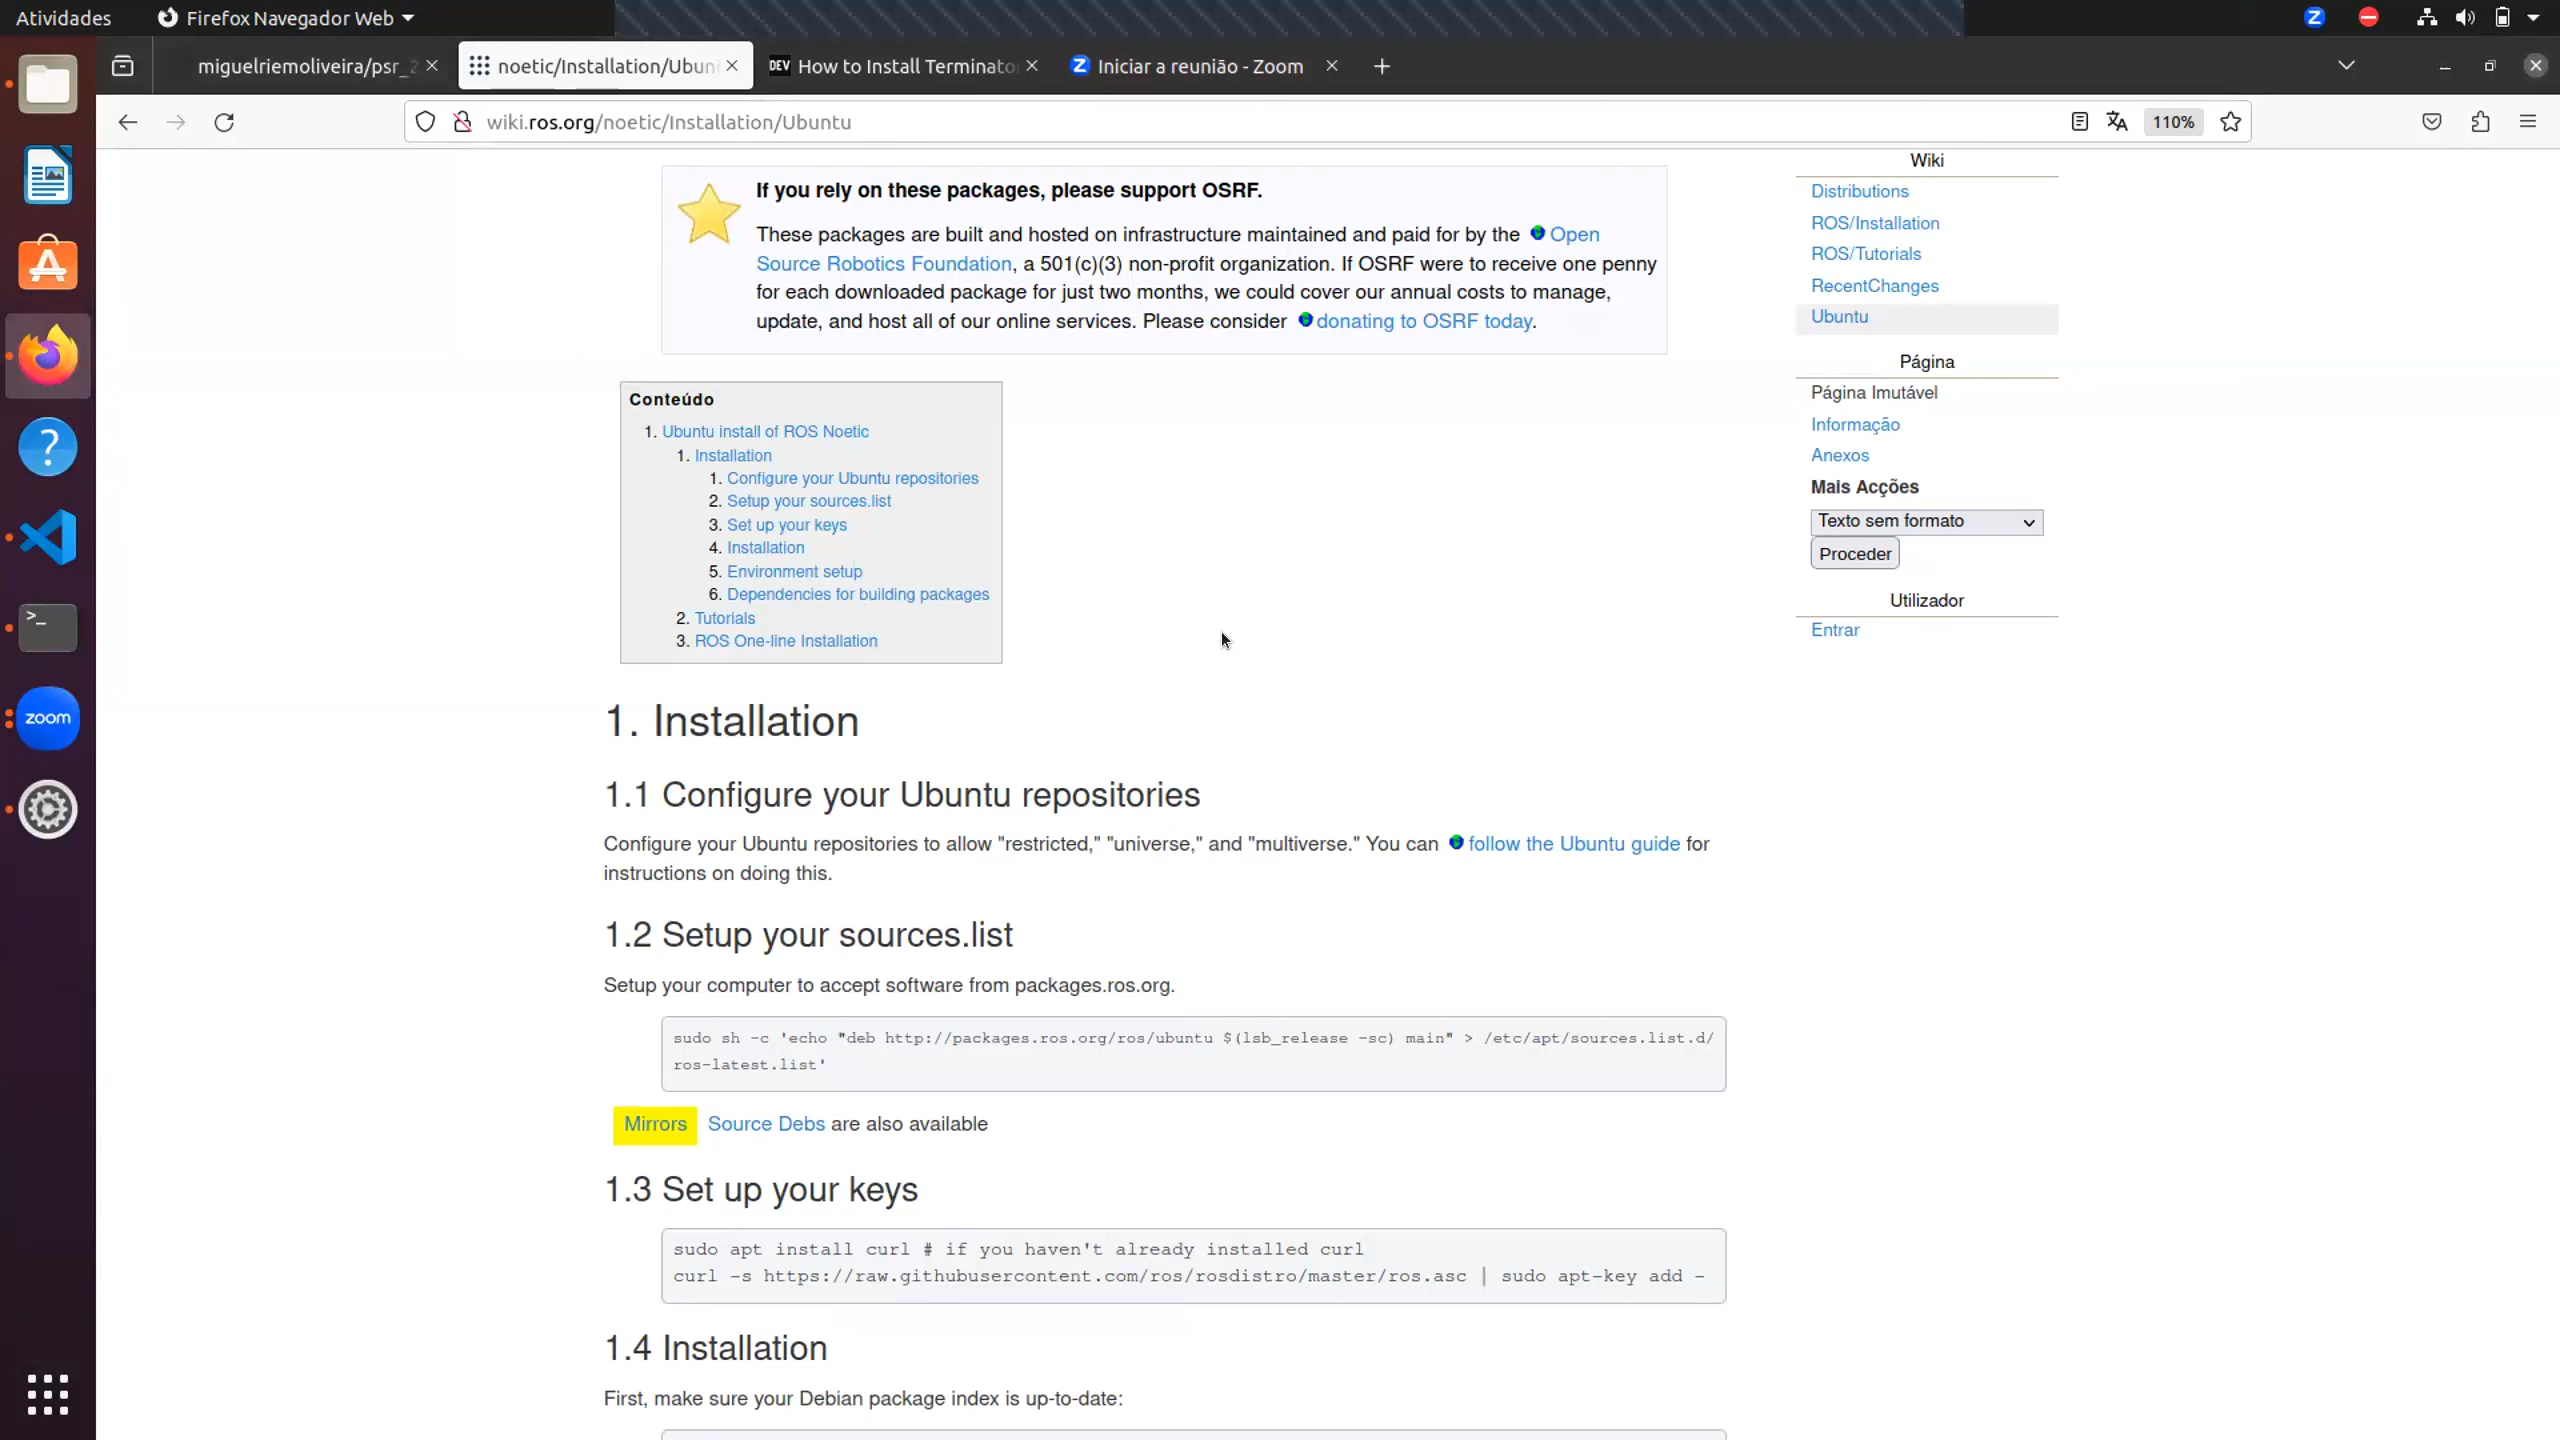 Atividades
Firefox Navegador Web
Z
miguelriemoliveira/psr_2
noetic/Installation/Ubun
DEV How to Install Terminato
Z Iniciar a reunião - Zoom
wiki.ros.org/noetic/Installation/Ubuntu
110%
zoom
If you rely on these packages, please support OSRF.
These packages are built and hosted on infrastructure maintained and paid for by the Open
Source Robotics Foundation, a 501(c)(3) non-profit organization. If OSRF were to receive one penny
for each downloaded package for just two months, we could cover our annual costs to manage,
update, and host all of our online services. Please consider donating to OSRF today.
Conteúdo
1. Ubuntu install of ROS Noetic
1. Installation
1. Configure your Ubuntu repositories
2. Setup your sources.list
3. Set up your keys
4. Installation
5. Environment setup
6. Dependencies for building packages
2. Tutorials
3. ROS One-line Installation
1. Installation
1.1 Configure your Ubuntu repositories
Configure your Ubuntu repositories to allow "restricted," "universe," and "multiverse." You can follow the Ubuntu guide for
instructions on doing this.
1.2 Setup your sources.list
Setup your computer to accept software from packages.ros.org.
sudo sh -c 'echo "deb http://packages.ros.org/ros/ubuntu $(lsb_release -sc) main" > /etc/apt/sources.list.d/
ros-latest.list'
Mirrors Source Debs are also available
1.3 Set up your keys
sudo apt install curl # if you haven't already installed curl
curl -s https://raw.githubusercontent.com/ros/rosdistro/master/ros.asc | sudo apt-key add -
1.4 Installation
First, make sure your Debian package index is up-to-date:
Wiki
Distributions
ROS/Installation
ROS/Tutorials
RecentChanges
Ubuntu
Página
Página Imutável
Informação
Anexos
Mais Acções
Texto sem formato
Proceder
Utilizador
Entrar